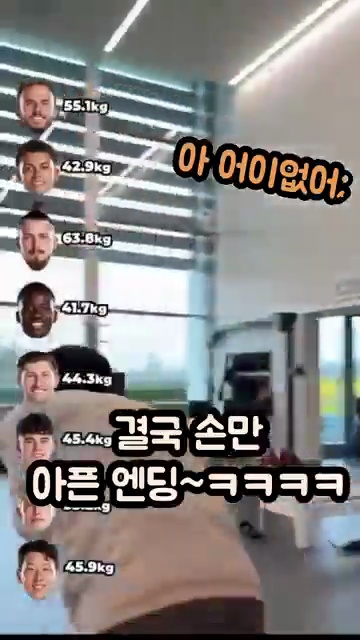 55.1kg
42.9kg
아 어이없어;
63.8kg
41.7kg
44.3kg
45.4kg
결국 손만
아픈 엔딩~ㅋㅋㅋㅋ
45.9kg